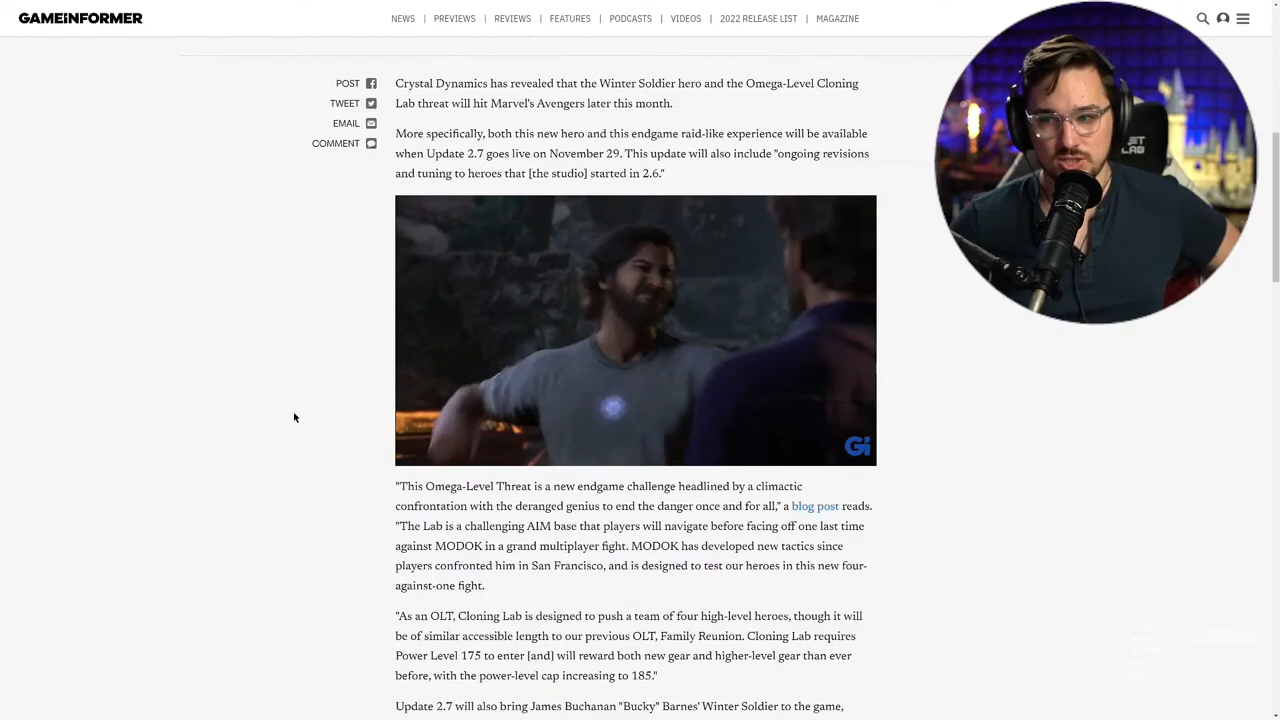 GAMEINFORMER
NEWS | PREVIEWS | REVIEWS | FEATURES | PODCASTS | VIDEOS | 2022 RELEASE LIST | MAGAZINE
POST
TWEET
EMAIL
COMMENT
Crystal Dynamics has revealed that the Winter Soldier hero and the Omega-Level Cloning
Lab threat will hit Marvel's Avengers later this month.
More specifically, both this new hero and this endgame raid-like experience will be available
when Update 2.7 goes live on November 29. This update will also include "ongoing revisions
and tuning to heroes that [the studio] started in 2.6."
Gi
"This Omega-Level Threat is a new endgame challenge headlined by a climactic
confrontation with the deranged genius to end the danger once and for all," a blog post reads.
"The Lab is a challenging AIM base that players will navigate before facing off one last time
against MODOK in a grand multiplayer fight. MODOK has developed new tactics since
players confronted him in San Francisco, and is designed to test our heroes in this new four-
against-one fight.
"As an OLT, Cloning Lab is designed to push a team of four high-level heroes, though it will
be of similar accessible length to our previous OLT, Family Reunion. Cloning Lab requires
Power Level 175 to enter [and] will reward both new gear and higher-level gear than ever
before, with the power-level cap increasing to 185."
Update 2.7 will also bring James Buchanan "Bucky" Barnes' Winter Soldier to the game,
LAB